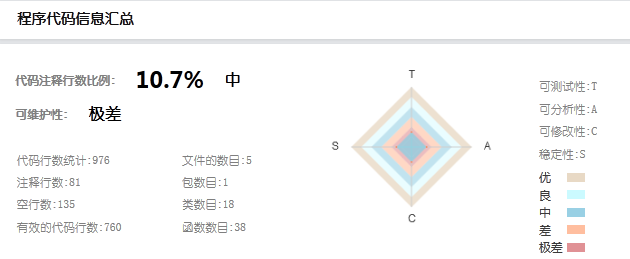 程序代码信息汇总
代码注释行数比例: 10.7% 中
可维护性: 极差
代码行数统计:976 文件的数目:5
注释行数:81 包数目:1
空行数:135 类数目:18
有效的代码行数:760 函数数目:38
T
S
A
C
可测试性:T
可分析性:A
可修改性:C
稳定性:S
优
良
中
差
极差